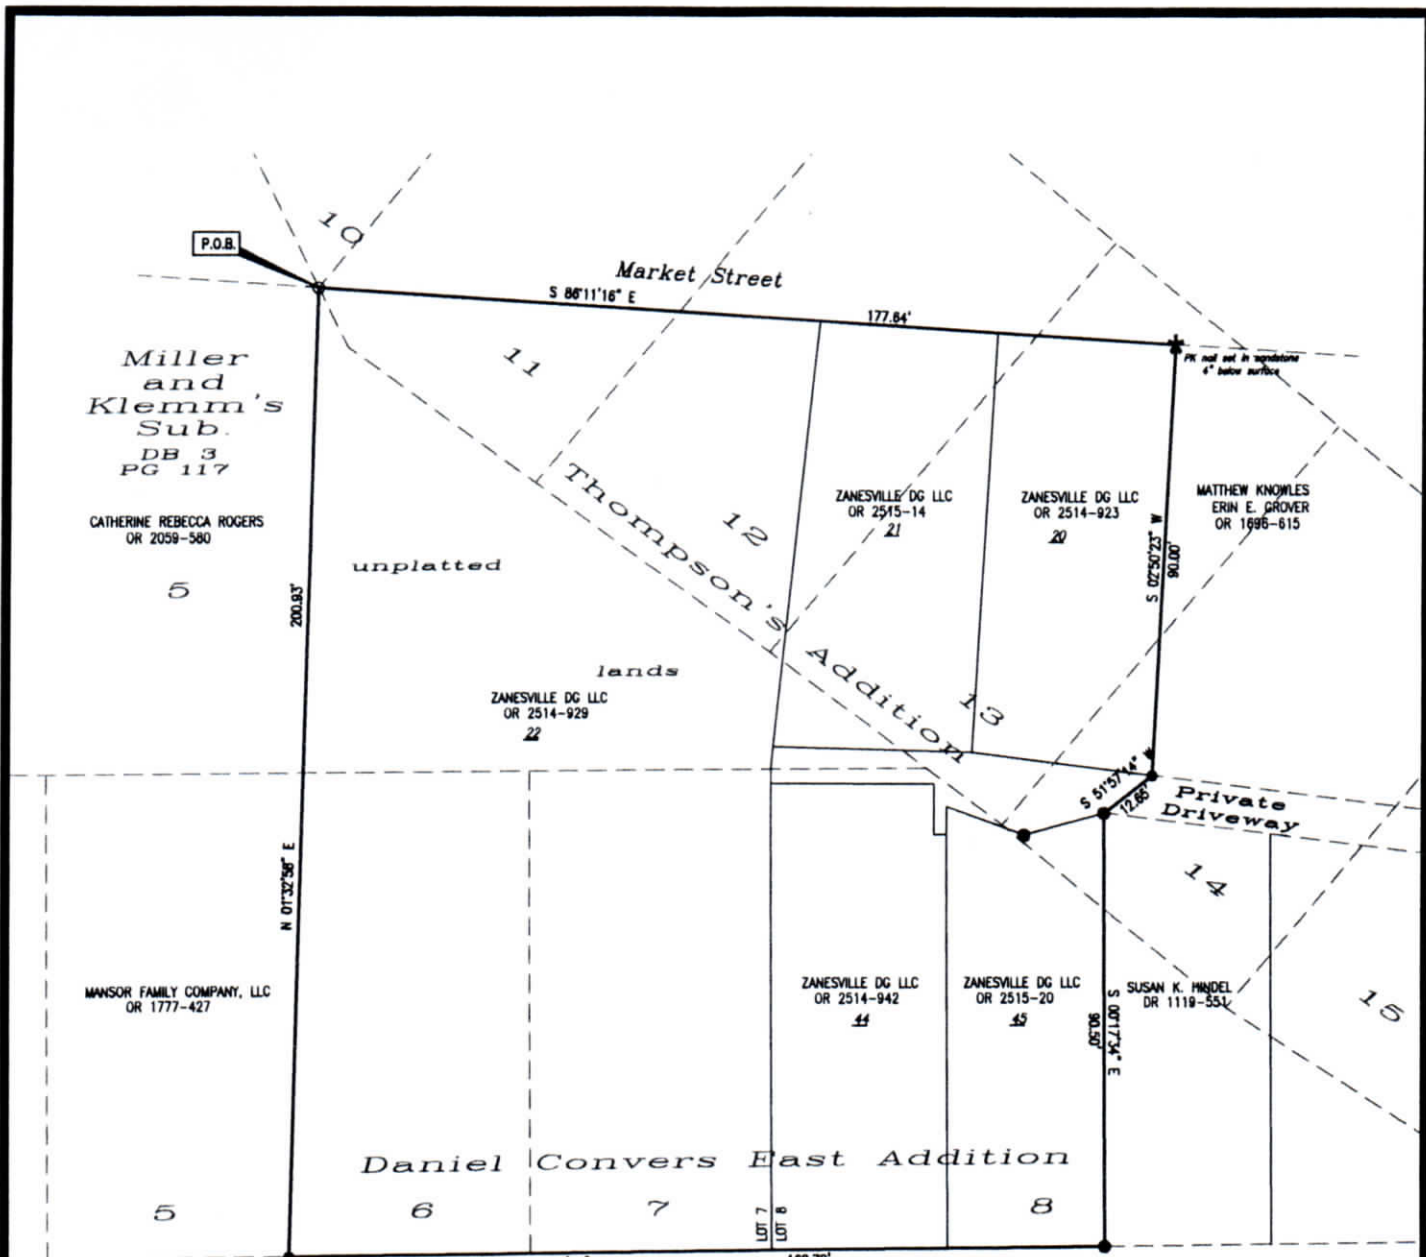 10
P.O.B.
Market Street
S 86°11'16" E
177.64'
PK nail set in sandstone
4" below surface
Miller
and
Klemm's
Sub.
DB 3
PG 117
11
CATHERINE REBECCA ROGERS
OR 2059-580
5
unplatted
lands
200.93'
Thompson's Addition
12
ZANESVILLE DG LLC
OR 2515-14
21
ZANESVILLE DG LLC
OR 2514-923
20
MATTHEW KNOWLES
ERIN E. GROVER
OR 1696-615
S 02°50'23" W
90.00'
ZANESVILLE DG LLC
OR 2514-929
22
13
S 51°57'14" W
12.65'
Private
Driveway
14
N 01°32'58" E
MANSOR FAMILY COMPANY, LLC
OR 1777-427
ZANESVILLE DG LLC
OR 2514-942
44
ZANESVILLE DG LLC
OR 2515-20
45
S 00°17'34" E
90.50'
SUSAN K. HINDEL
DR 1119-551
15
Daniel Convers East Addition
5
6
7
LOT 7
LOT 8
8